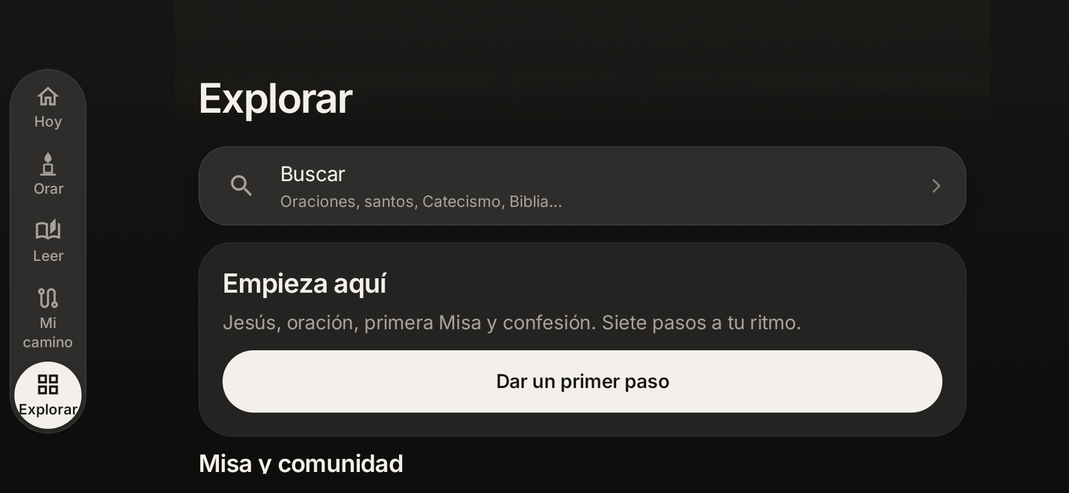 Explorar
Buscar
Oraciones, santos, Catecismo, Biblia...
Empieza aquí
Jesús, oración, primera Misa y confesión. Siete pasos a tu ritmo.
Dar un primer paso
Misa y comunidad
Hoy
Orar
Leer
Mi
camino
Explorar